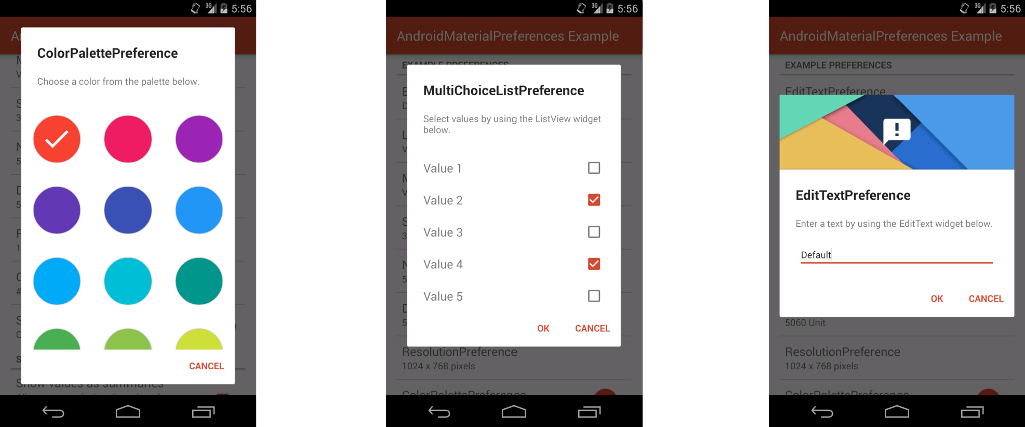 5:56
A
ColorPalettePreference
Choose a color from the palette below.
CANCEL
Show values as summaries
5:56
AndroidMaterialPreferences Example
EXAMPLE PREFERENCES
MultiChoiceListPreference
Select values by using the ListView widget
below.
Value 1
Value 2
Value 3
Value 4
Value 5
OK CANCEL
ResolutionPreference
1024 x 768 pixels
ColorPalettePreference
5:56
AndroidMaterialPreferences Example
EXAMPLE PREFERENCES
EditTextPreference
EditTextPreference
Enter a text by using the EditText widget below.
Default
OK CANCEL
5060 Unit
ResolutionPreference
1024 x 768 pixels
ColorPalettePreference